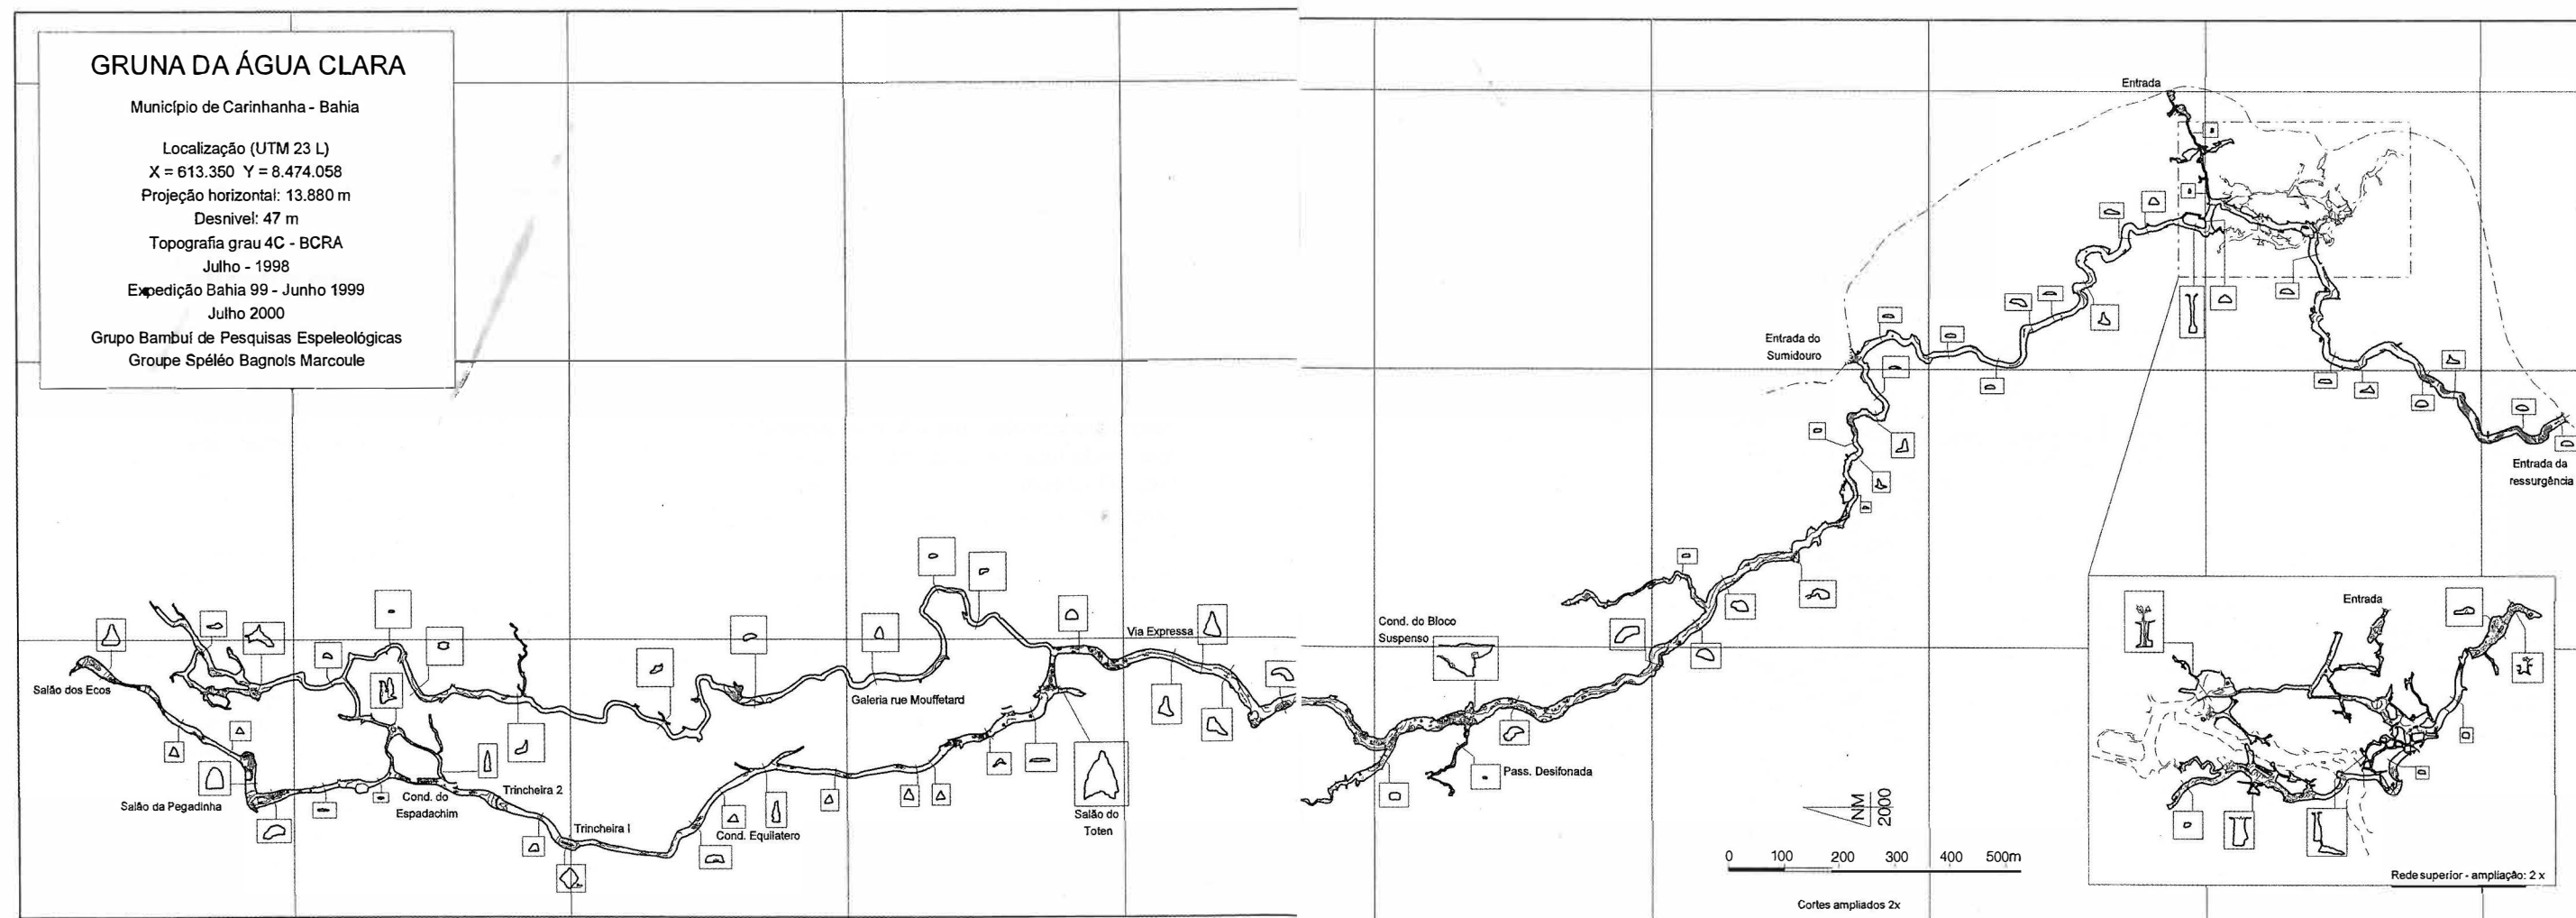 GRUNA DA ÁGUA CLARA
Município de Carinhanha - Bahia
Localização (UTM 23 L)
X = 613.350 Y = 8.474.058
Projeção horizontal: 13.880 m
Desnivel: 47 m
Topografia grau 4C - BCRA
Julho - 1998
Expedição Bahia 99 - Junho 1999
Julho 2000
Grupo Bambuí de Pesquisas Espeleológicas
Groupe Spéléo Bagnols Marcoule
Entrada
Entrada do
Sumidouro
Entrada da
ressurgência
Salão dos Ecos
Salão da Pegadinha
Cond. do
Espadachim
Trincheira 2
Trincheira I
Cond. Equilatero
Galeria rue Mouffetard
Via Expressa
Salão do
Toten
Cond. do Bloco
Suspenso
Pass. Desifonada
NM
2000
0 100 200 300 400 500m
Cortes ampliados 2x
Entrada
Rede superior - ampliação: 2 x